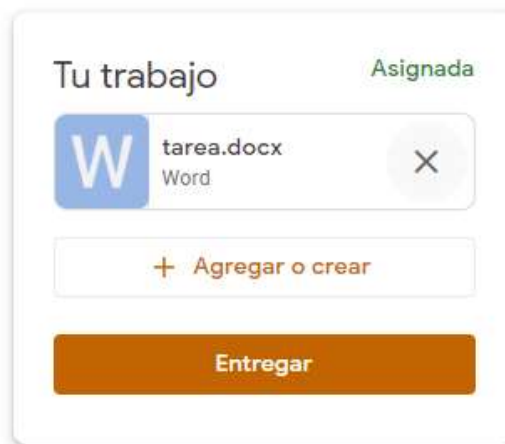 Tu trabajo
Asignada
W
tarea.docx
Word
+ Agregar o crear
Entregar